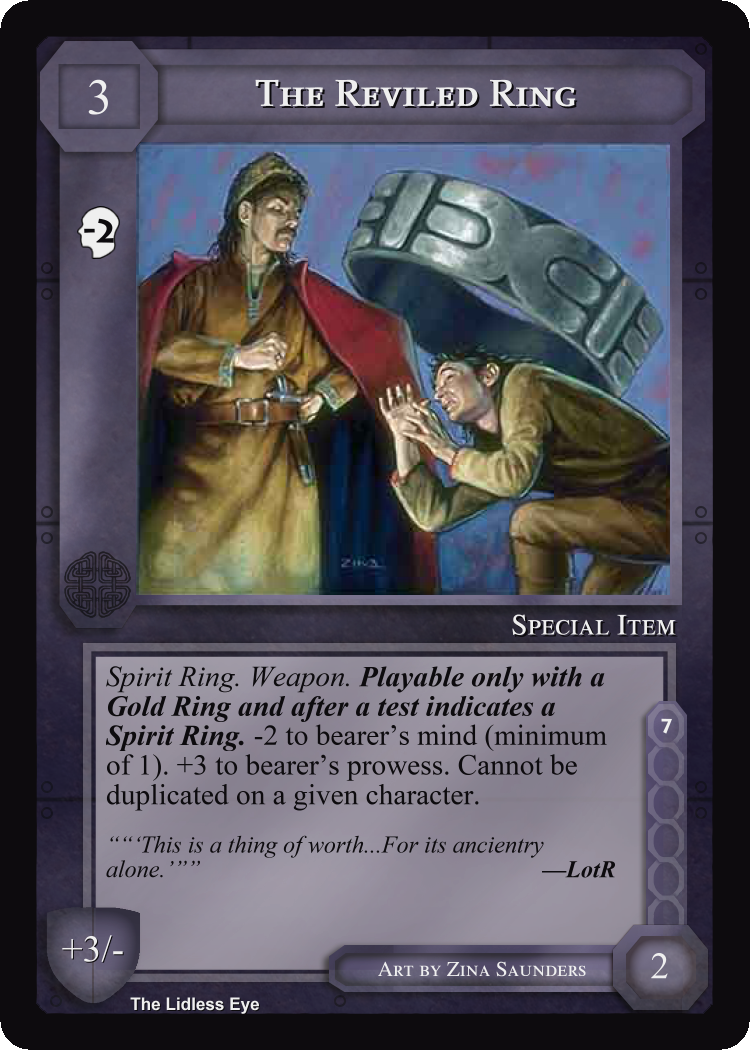 3
THE REVILED RING
-2
ZINA
SPECIAL ITEM
Spirit Ring. Weapon. Playable only with a
Gold Ring and after a test indicates a
Spirit Ring. -2 to bearer’s mind (minimum
of 1). +3 to bearer’s prowess. Cannot be
duplicated on a given character.
7
““‘This is a thing of worth...For its ancientry
alone.’””
—LotR
+3/-
ART BY ZINA SAUNDERS
2
The Lidless Eye